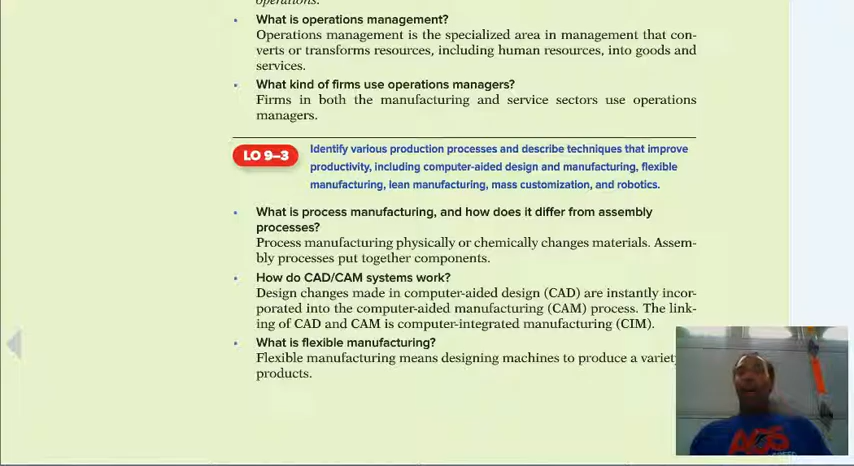 operations.
• What is operations management?
Operations management is the specialized area in management that con-
verts or transforms resources, including human resources, into goods and
services.
• What kind of firms use operations managers?
Firms in both the manufacturing and service sectors use operations
managers.
LO 9–3
Identify various production processes and describe techniques that improve
productivity, including computer-aided design and manufacturing, flexible
manufacturing, lean manufacturing, mass customization, and robotics.
• What is process manufacturing, and how does it differ from assembly
processes?
Process manufacturing physically or chemically changes materials. Assem-
bly processes put together components.
• How do CAD/CAM systems work?
Design changes made in computer-aided design (CAD) are instantly incor-
porated into the computer-aided manufacturing (CAM) process. The link-
ing of CAD and CAM is computer-integrated manufacturing (CIM).
• What is flexible manufacturing?
Flexible manufacturing means designing machines to produce a variety
products.